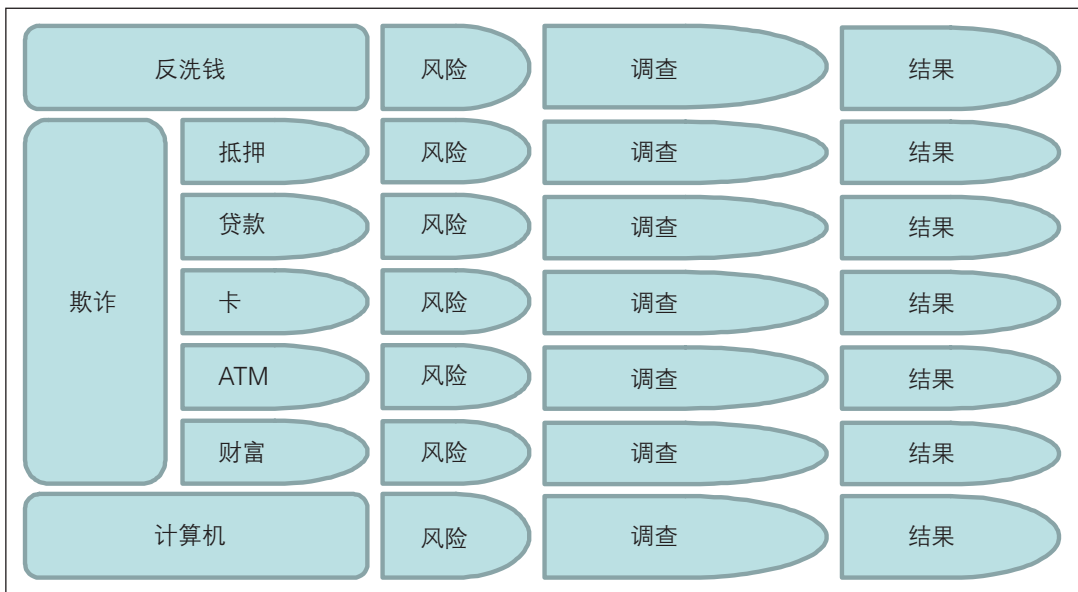 反洗钱 风险 调查 结果
抵押 风险 调查 结果
贷款 风险 调查 结果
欺诈 卡 风险 调查 结果
ATM 风险 调查 结果
财富 风险 调查 结果
计算机 风险 调查 结果